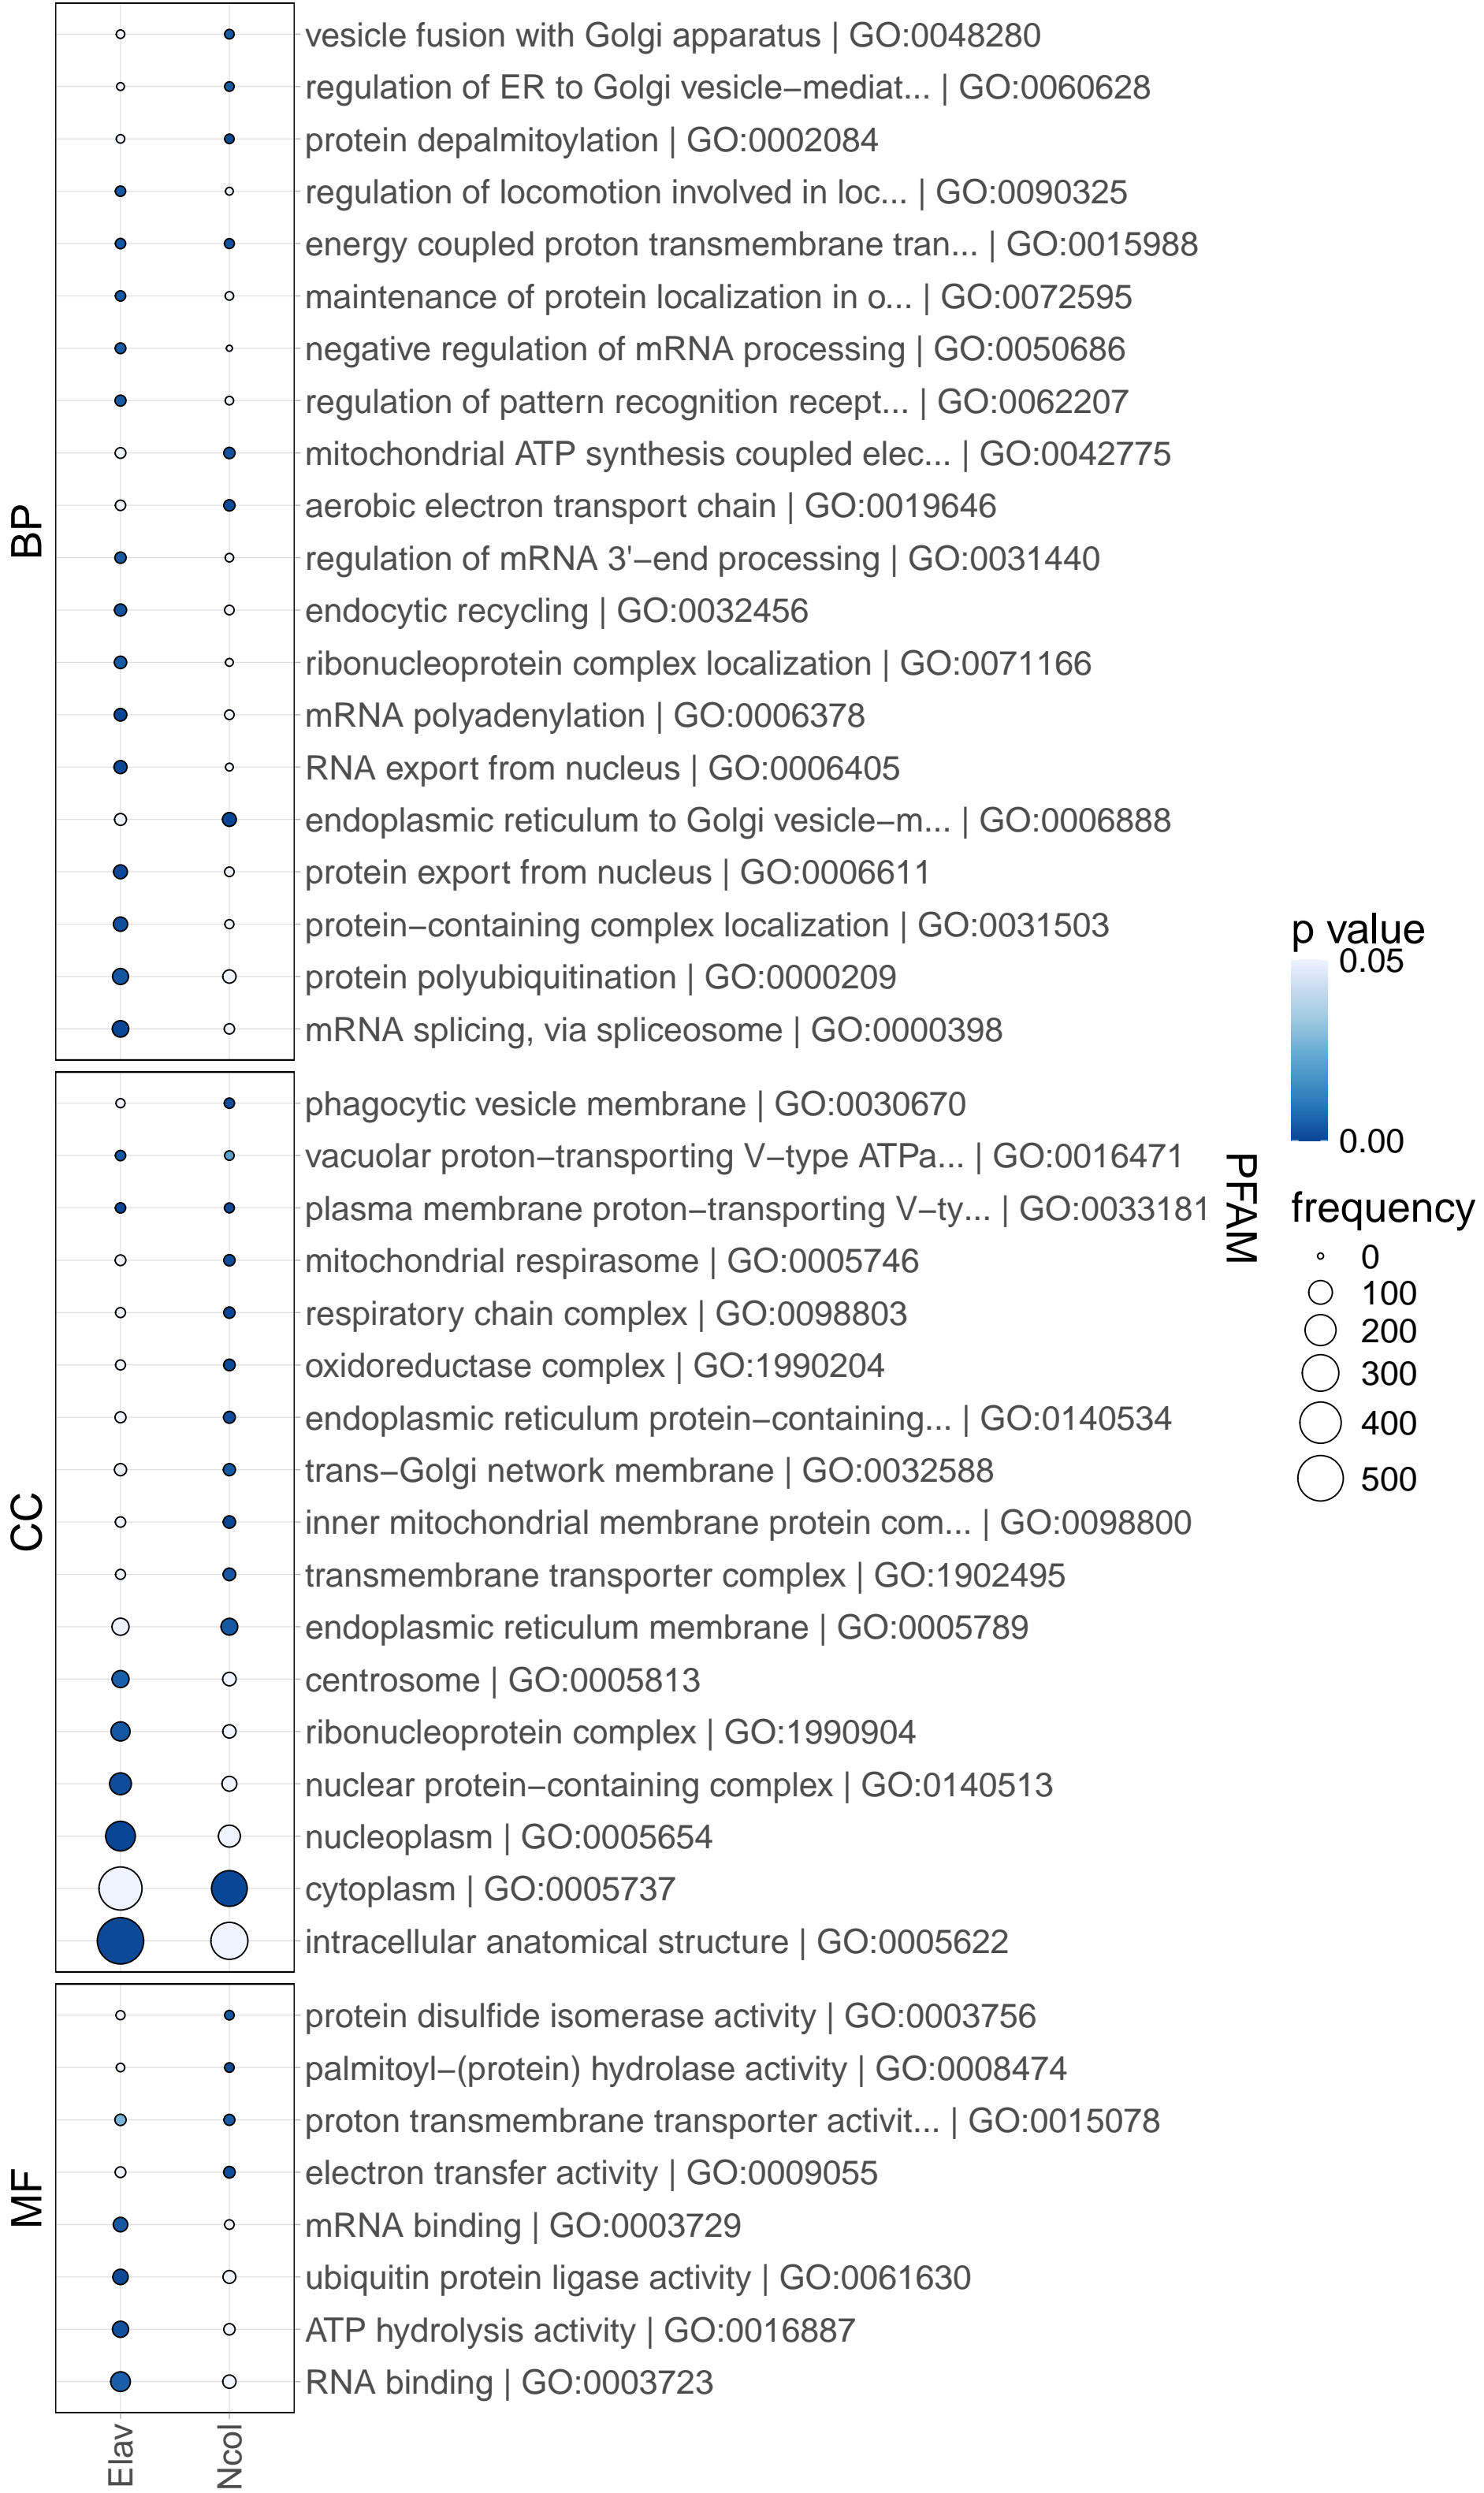 BP
vesicle fusion with Golgi apparatus | GO:0048280
regulation of ER to Golgi vesicle−mediat... | GO:0060628
protein depalmitoylation | GO:0002084
regulation of locomotion involved in loc... | GO:0090325
energy coupled proton transmembrane tran... | GO:0015988
maintenance of protein localization in o... | GO:0072595
negative regulation of mRNA processing | GO:0050686
regulation of pattern recognition recept... | GO:0062207
mitochondrial ATP synthesis coupled elec... | GO:0042775
aerobic electron transport chain | GO:0019646
regulation of mRNA 3'−end processing | GO:0031440
endocytic recycling | GO:0032456
ribonucleoprotein complex localization | GO:0071166
mRNA polyadenylation | GO:0006378
RNA export from nucleus | GO:0006405
endoplasmic reticulum to Golgi vesicle−m... | GO:0006888
protein export from nucleus | GO:0006611
protein−containing complex localization | GO:0031503
protein polyubiquitination | GO:0000209
mRNA splicing, via spliceosome | GO:0000398
CC
phagocytic vesicle membrane | GO:0030670
vacuolar proton−transporting V−type ATPa... | GO:0016471
plasma membrane proton−transporting V−ty... | GO:0033181
mitochondrial respirasome | GO:0005746
respiratory chain complex | GO:0098803
oxidoreductase complex | GO:1990204
endoplasmic reticulum protein−containing... | GO:0140534
trans−Golgi network membrane | GO:0032588
inner mitochondrial membrane protein com... | GO:0098800
transmembrane transporter complex | GO:1902495
endoplasmic reticulum membrane | GO:0005789
centrosome | GO:0005813
ribonucleoprotein complex | GO:1990904
nuclear protein−containing complex | GO:0140513
nucleoplasm | GO:0005654
cytoplasm | GO:0005737
intracellular anatomical structure | GO:0005622
MF
protein disulfide isomerase activity | GO:0003756
palmitoyl−(protein) hydrolase activity | GO:0008474
proton transmembrane transporter activit... | GO:0015078
electron transfer activity | GO:0009055
mRNA binding | GO:0003729
ubiquitin protein ligase activity | GO:0061630
ATP hydrolysis activity | GO:0016887
RNA binding | GO:0003723
Elav
Ncol
PFAM
p value
0.05
0.00
frequency
0
100
200
300
400
500